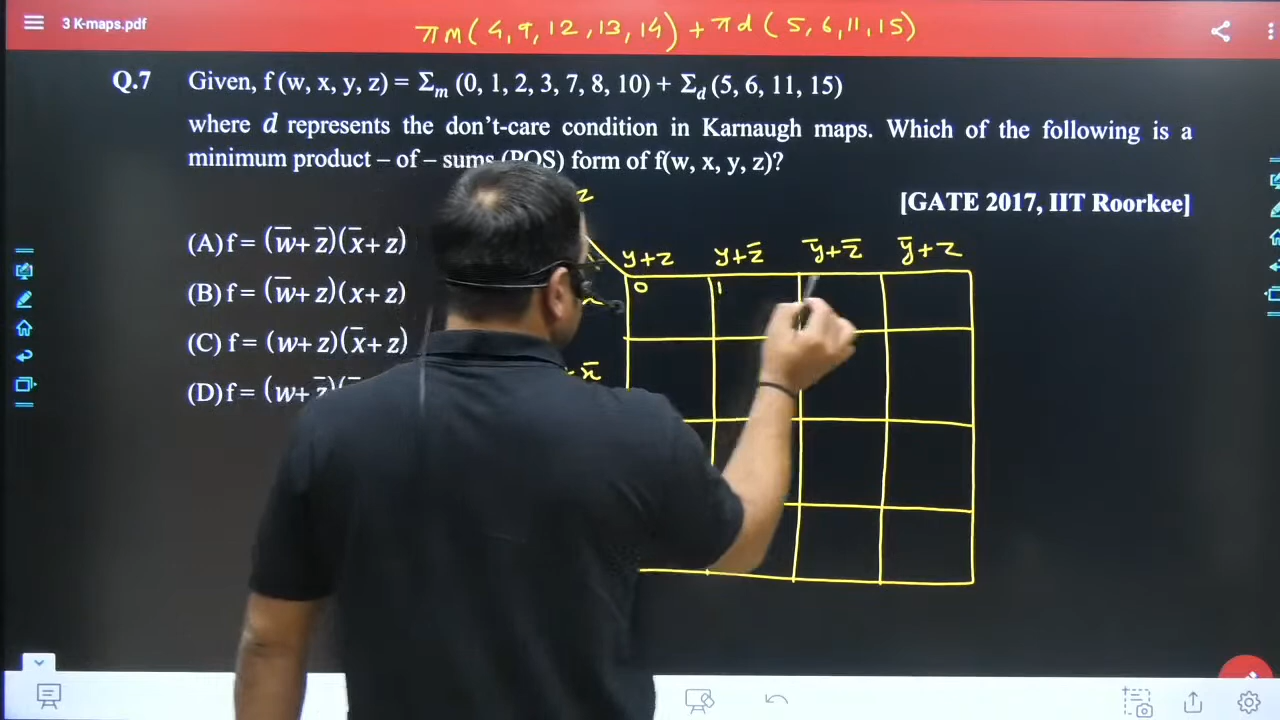 3 K-maps.pdf
πM(4,9,12,13,14) + πd(5,6,11,15)
Q.7 Given, f (w, x, y, z) = Σm (0, 1, 2, 3, 7, 8, 10) + Σd (5, 6, 11, 15)
where d represents the don't-care condition in Karnaugh maps. Which of the following is a
minimum product – of – sums (POS) form of f(w, x, y, z)?
[GATE 2017, IIT Roorkee]
(A) f = (w̅ + z̅)(x̅ + z)
(B) f = (w̅ + z)(x + z)
(C) f = (w + z)(x̅ + z)
(D) f = (w + z̅)(
z
y+z y+z̅ y̅+z̅ y̅+z
0 1
x̅